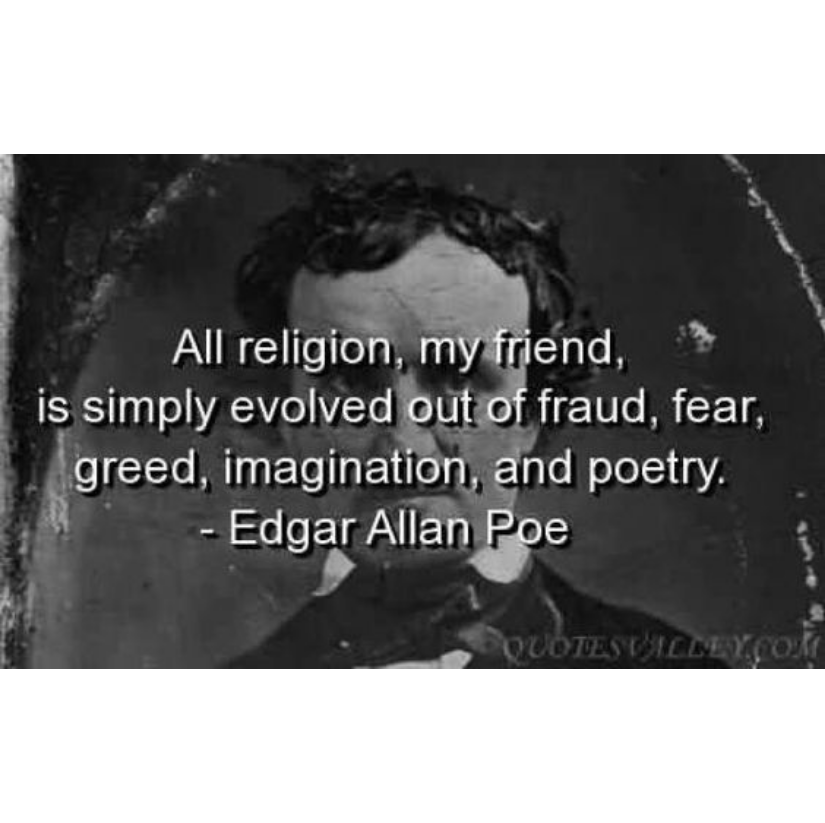 All religion, my friend,
is simply evolved out of fraud, fear,
greed, imagination, and poetry.
- Edgar Allan Poe
QUOTESVALLEY.COM